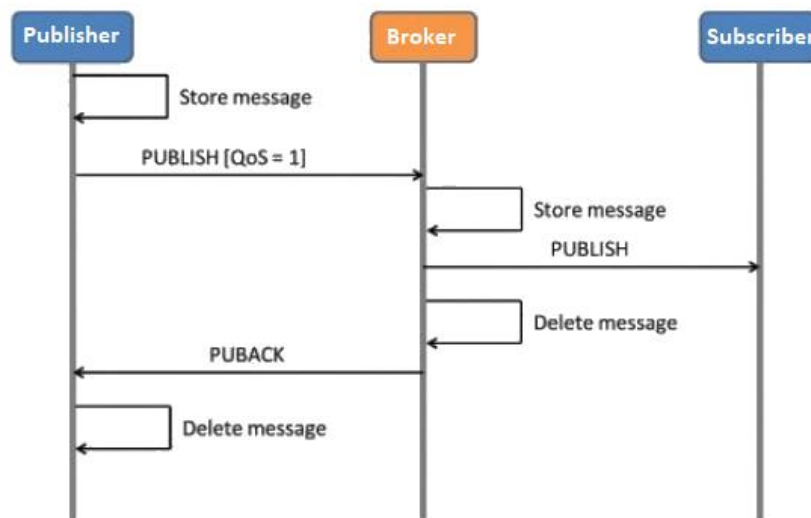 Publisher
Broker
Subscriber
Store message
PUBLISH [QoS = 1]
Store message
PUBLISH
Delete message
PUBACK
Delete message